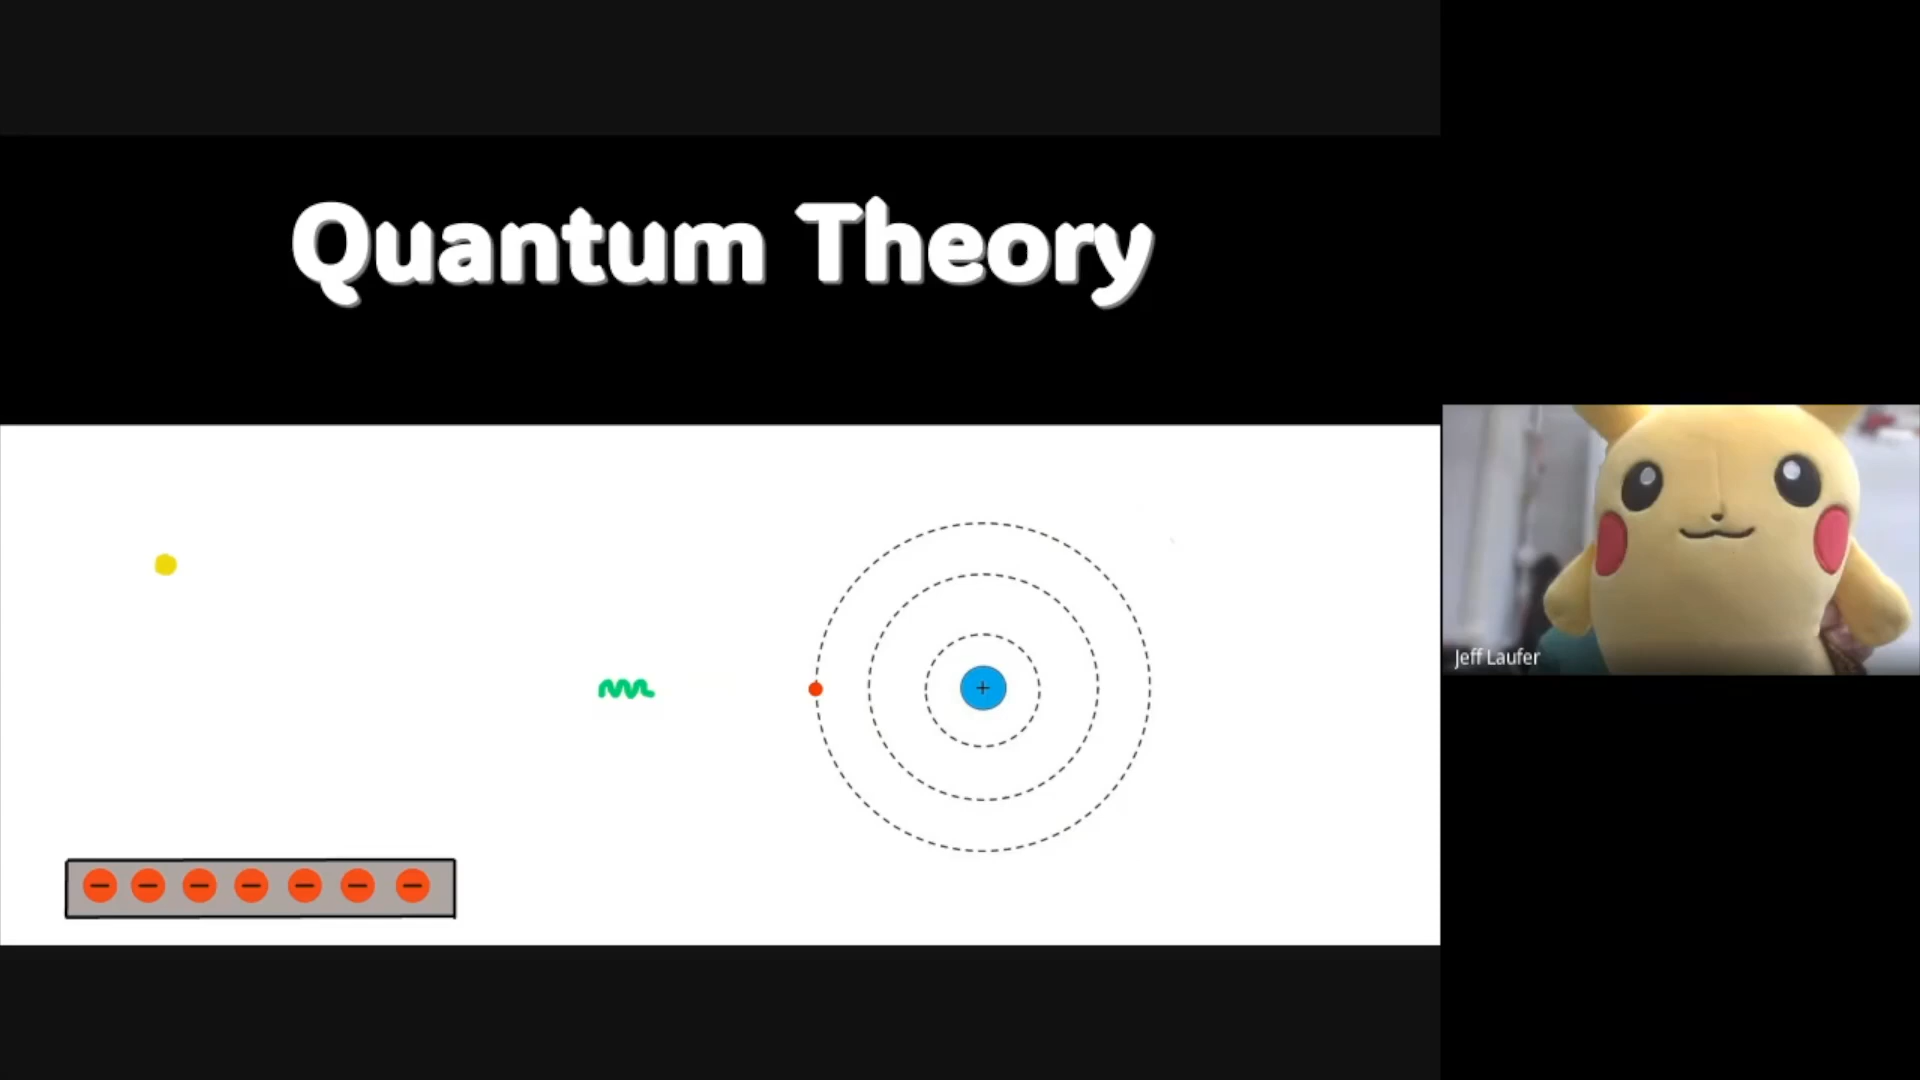 Quantum Theory
+
− − − − − − −
Jeff Laufer